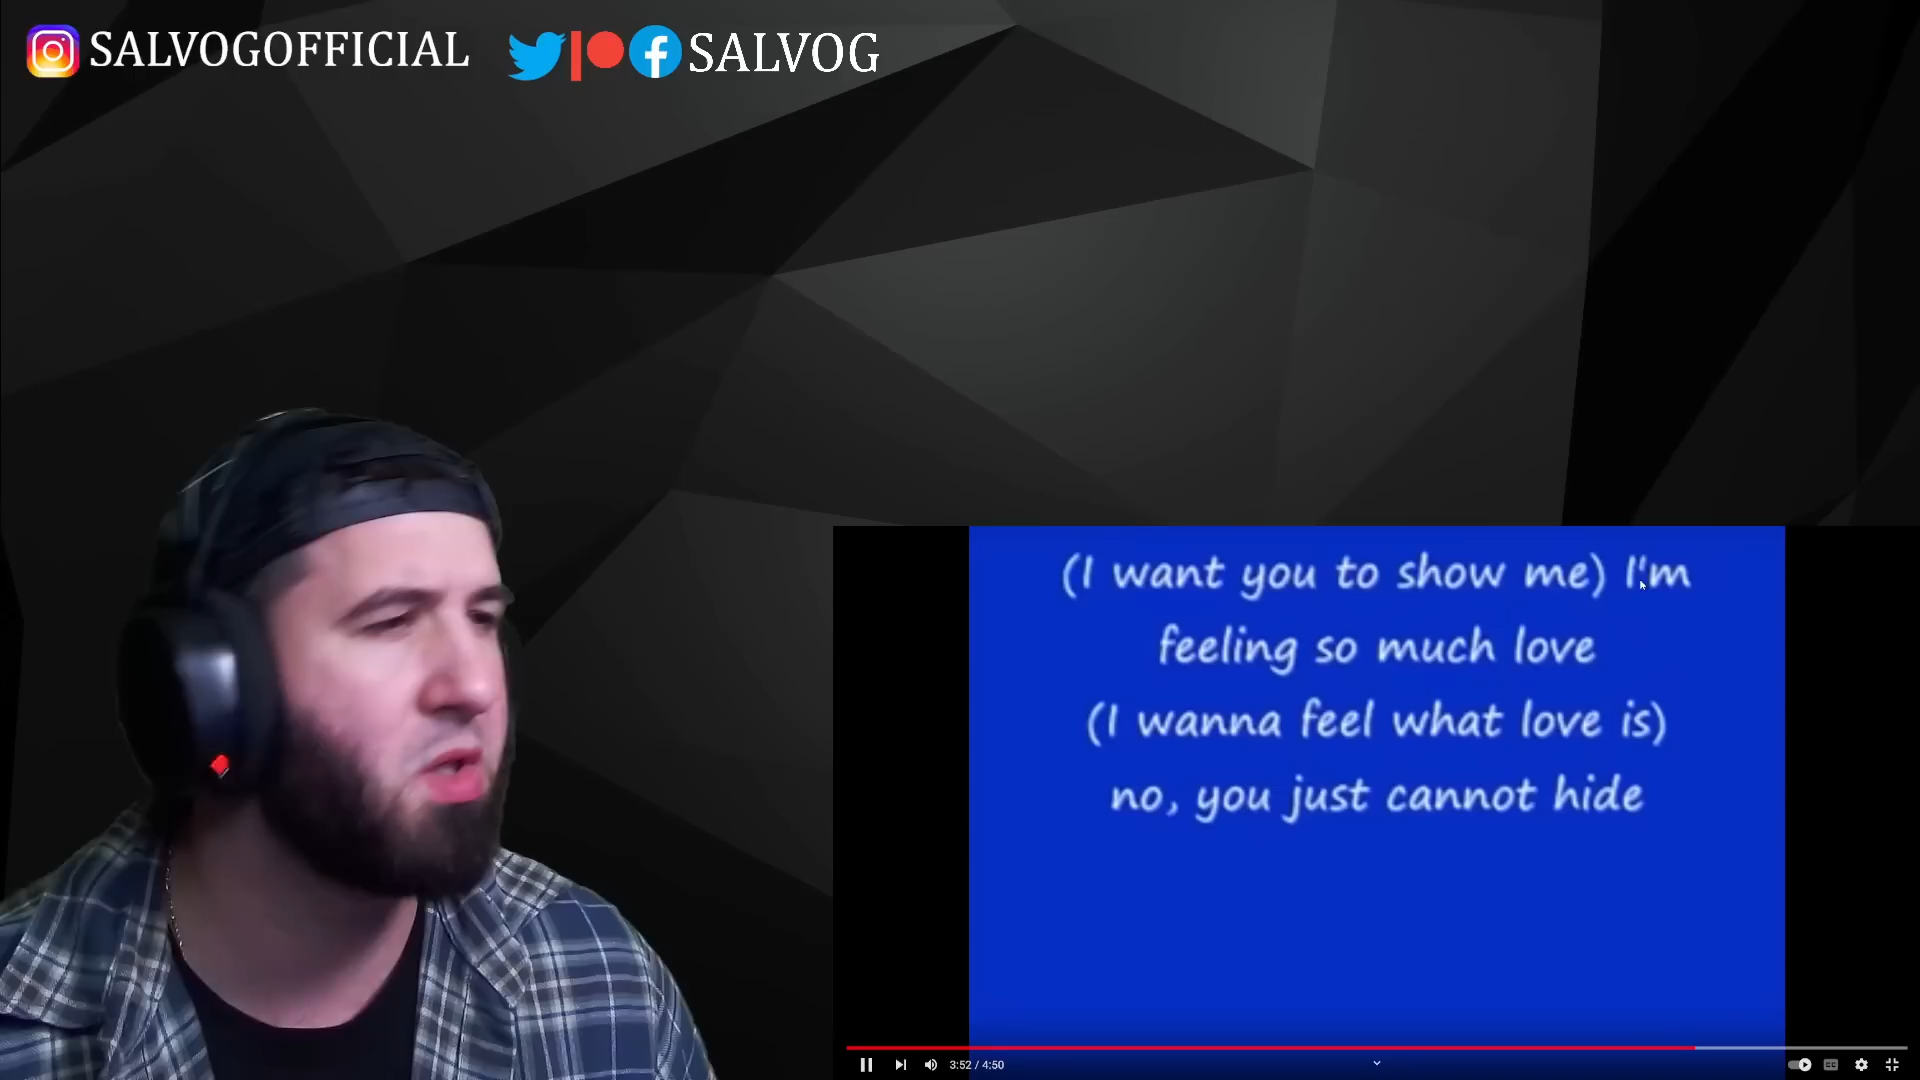 SALVOGOFFICIAL SALVOG
(I want you to show me) I'm
feeling so much love
(I wanna feel what love is)
no, you just cannot hide
3:52 / 4:50